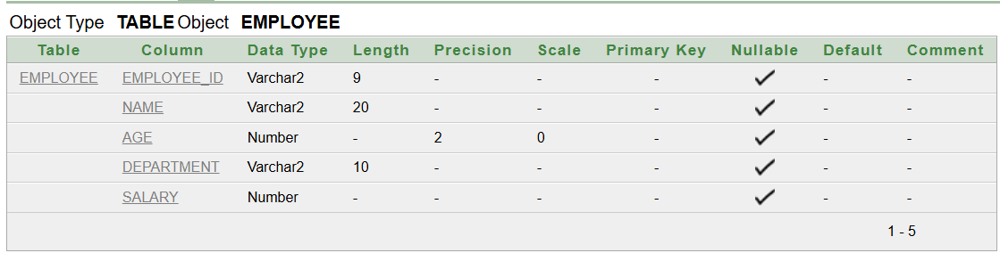 Object Type TABLE Object EMPLOYEE
Table Column Data Type Length Precision Scale Primary Key Nullable Default Comment
EMPLOYEE EMPLOYEE_ID Varchar2 9 - - - ✓ - -
NAME Varchar2 20 - - - ✓ - -
AGE Number - 2 0 - ✓ - -
DEPARTMENT Varchar2 10 - - - ✓ - -
SALARY Number - - - - ✓ - -
1 - 5